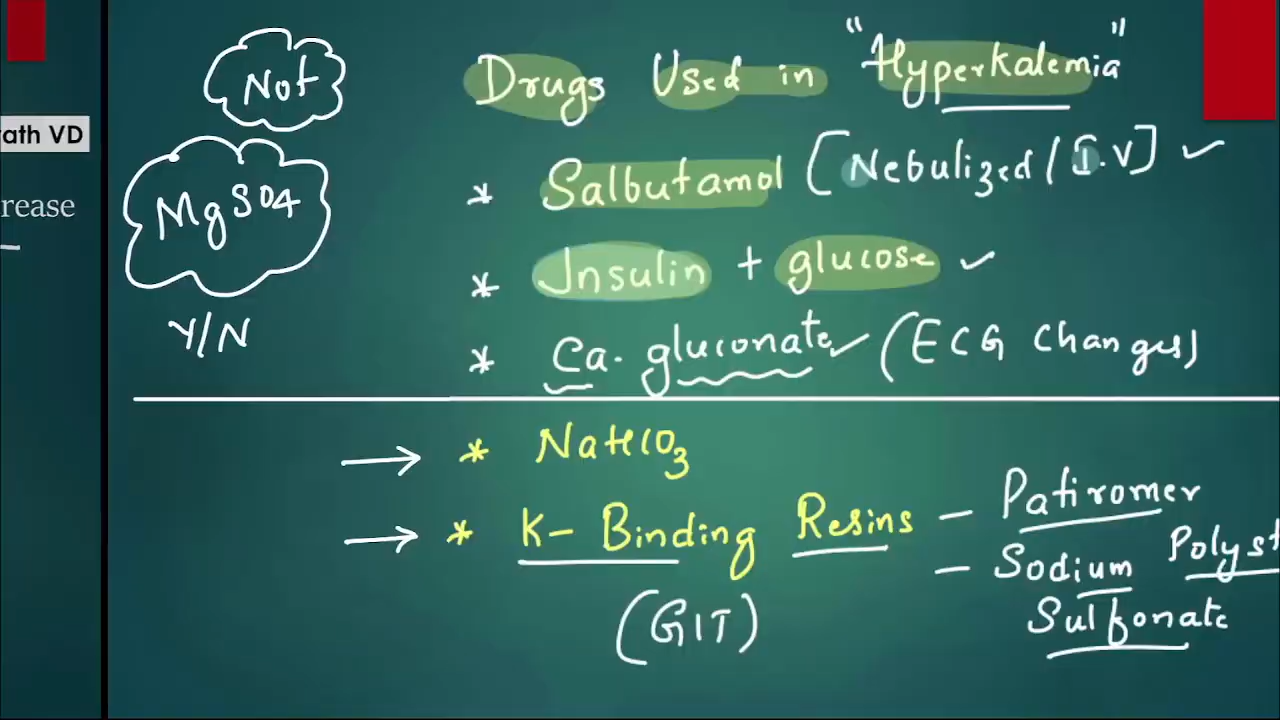 Not
MgSO4
Y/N
ath VD
rease
Drugs Used in "Hyperkalemia"
* Salbutamol [Nebulized / I.V] ✓
* Insulin + glucose ✓
* Ca. gluconate ✓ (ECG Changes)
→ * NaHCO3
→ * K- Binding Resins - Patiromer
- Sodium Polyst
Sulfonate
(GIT)